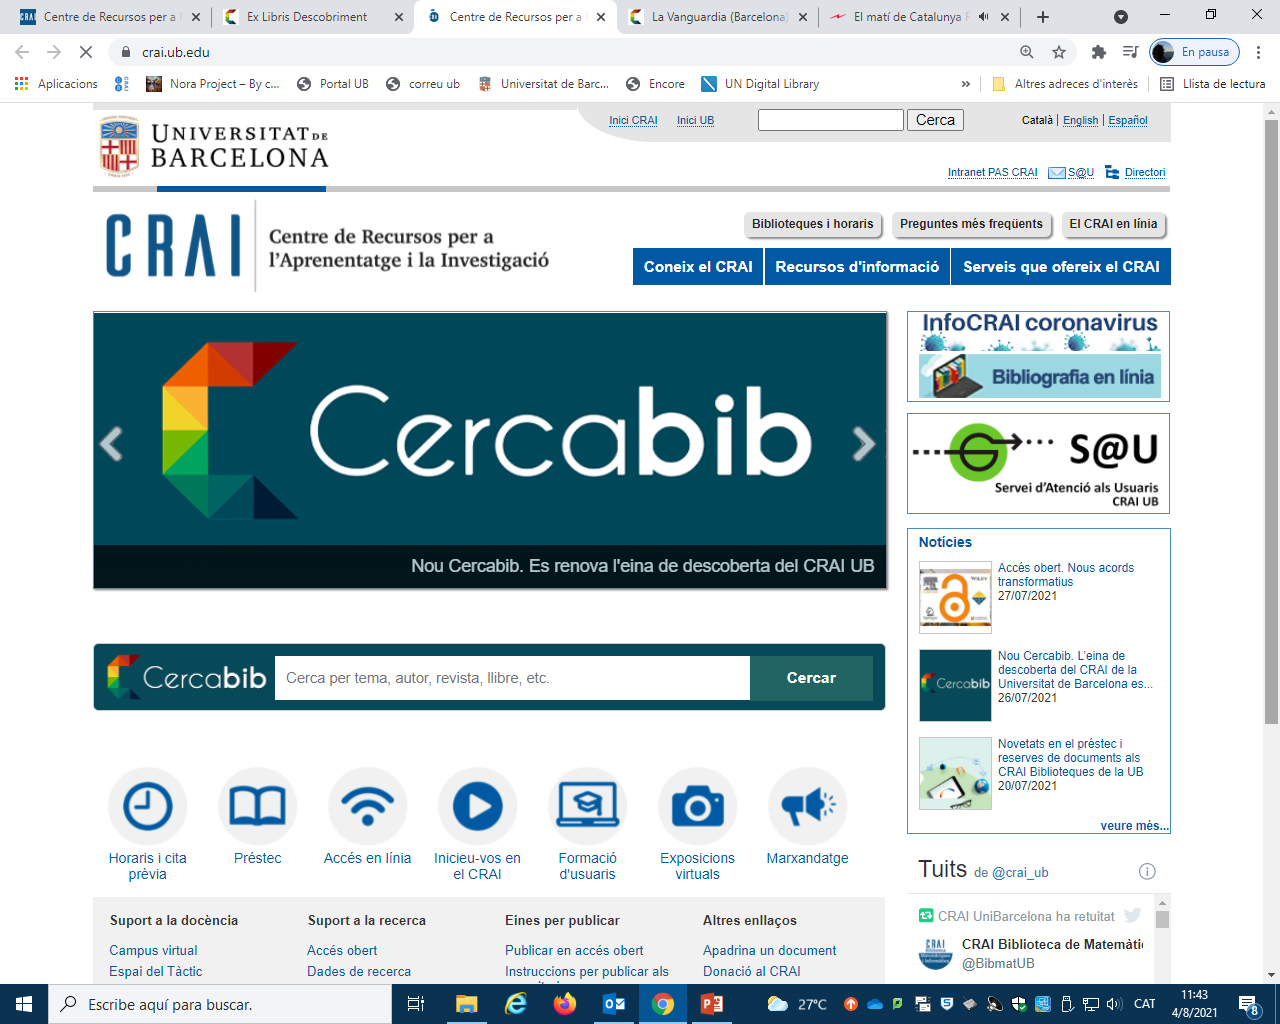 Centre de Recursos per a l
Ex Libris Descobriment
Centre de Recursos per a
La Vanguardia (Barcelona)
El matí de Catalunya R
crai.ub.edu
En pausa
Aplicacions
Nora Project – By c...
Portal UB
correu ub
Universitat de Barc...
Encore
UN Digital Library
»
Altres adreces d'interès
Llista de lectura
UNIVERSITAT DE
BARCELONA
Inici CRAI
Inici UB
Cerca
Català | English | Español
Intranet PAS CRAI
S@U
Directori
CRAI
Centre de Recursos per a
l'Aprenentatge i la Investigació
Biblioteques i horaris
Preguntes més freqüents
El CRAI en línia
Coneix el CRAI
Recursos d'informació
Serveis que ofereix el CRAI
Cercabib
Nou Cercabib. Es renova l'eina de descoberta del CRAI UB
InfoCRAI coronavirus
Bibliografia en línia
S@U
Servei d'Atenció als Usuaris
CRAI UB
Notícies
Accés obert. Nous acords
transformatius
27/07/2021
WILEY
Nou Cercabib. L'eina de
descoberta del CRAI de la
Universitat de Barcelona es...
26/07/2021
Cercabib
Novetats en el préstec i
reserves de documents als
CRAI Biblioteques de la UB
20/07/2021
veure més...
Cercabib
Cerca per tema, autor, revista, llibre, etc.
Cercar
Horaris i cita
prèvia
Préstec
Accés en línia
Inicieu-vos en
el CRAI
Formació
d'usuaris
Exposicions
virtuals
Marxandatge
Tuits de @crai_ub
CRAI UniBarcelona ha retuitat
CRAI Biblioteca de Matemàtic
@BibmatUB
Suport a la docència
Campus virtual
Espai del Tàctic
Suport a la recerca
Accés obert
Dades de recerca
Eines per publicar
Publicar en accés obert
Instruccions per publicar als
Altres enllaços
Apadrina un document
Donació al CRAI
Escribe aquí para buscar.
27°C
CAT
11:43
4/8/2021
8